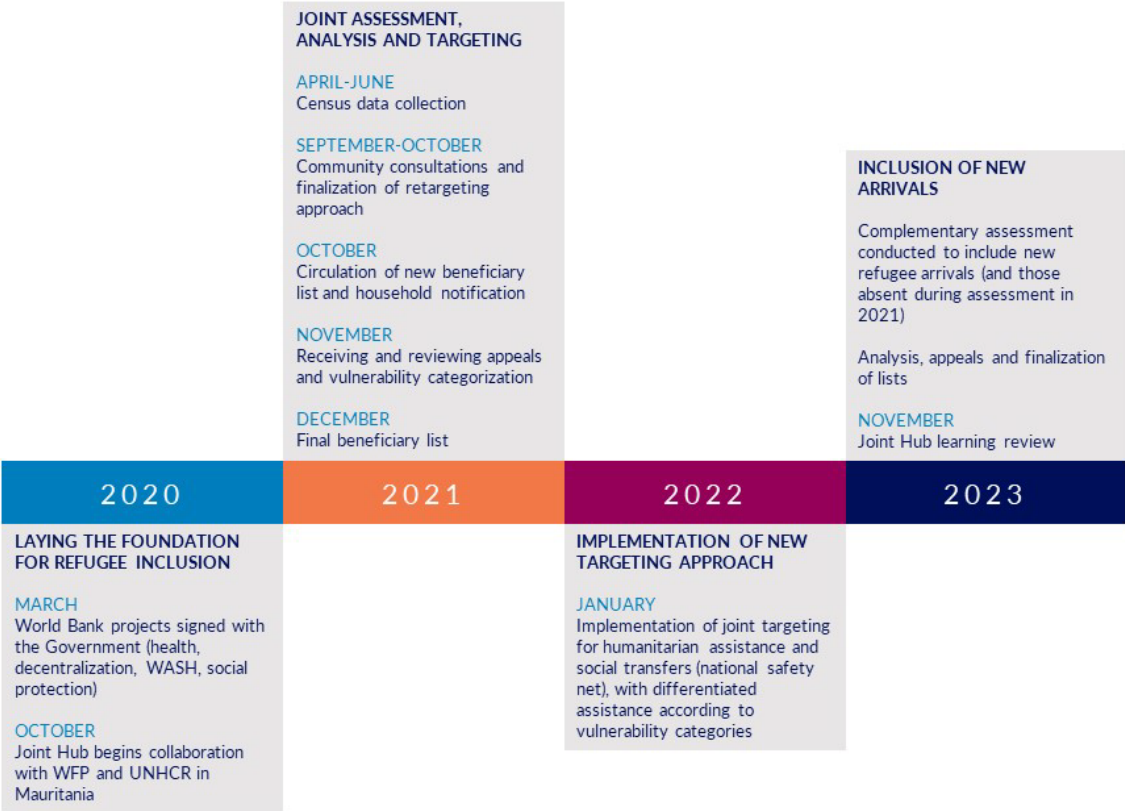 2020
LAYING THE FOUNDATION
FOR REFUGEE INCLUSION
MARCH
World Bank projects signed with
the Government (health,
decentralization, WASH, social
protection)
OCTOBER
Joint Hub begins collaboration
with WFP and UNHCR in
Mauritania
JOINT ASSESSMENT,
ANALYSIS AND TARGETING
APRIL-JUNE
Census data collection
SEPTEMBER-OCTOBER
Community consultations and
finalization of retargeting
approach
OCTOBER
Circulation of new beneficiary
list and household notification
NOVEMBER
Receiving and reviewing appeals
and vulnerability categorization
DECEMBER
Final beneficiary list
2021
2022
IMPLEMENTATION OF NEW
TARGETING APPROACH
JANUARY
Implementation of joint targeting
for humanitarian assistance and
social transfers (national safety
net), with differentiated
assistance according to
vulnerability categories
INCLUSION OF NEW
ARRIVALS
Complementary assessment
conducted to include new
refugee arrivals (and those
absent during assessment in
2021)
Analysis, appeals and finalization
of lists
NOVEMBER
Joint Hub learning review
2023